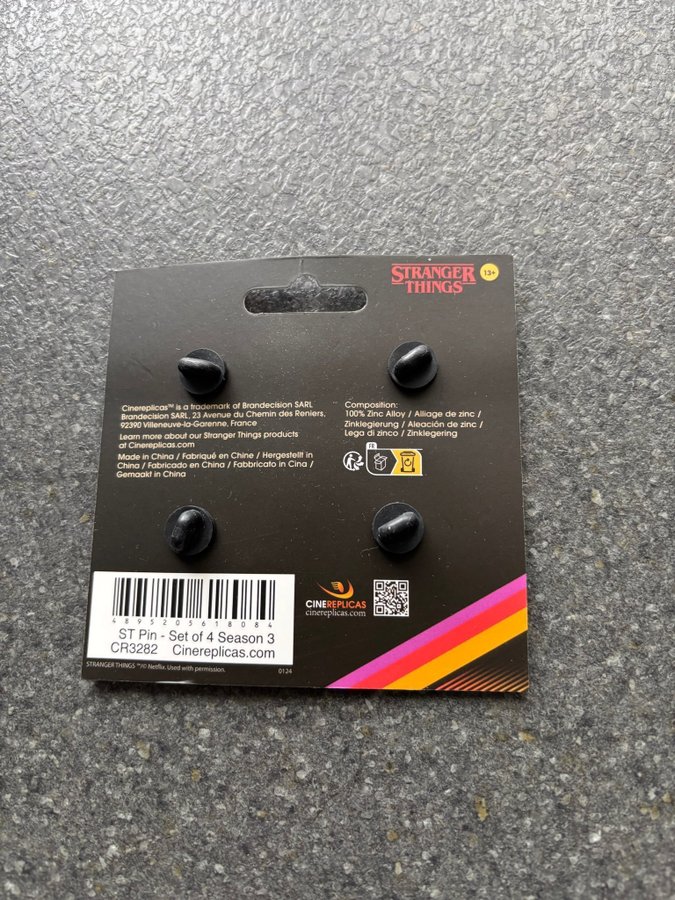 STRANGER
THINGS
13+
Cinereplicas™ is a trademark of Brandecision SARL
Brandecision SARL, 23 Avenue du Chemin des Reniers,
92390 Villeneuve-la-Garenne, France
Learn more about our Stranger Things products
at Cinereplicas.com
Made in China / Fabriqué en Chine / Hergestellt in
China / Fabricado en China / Fabbricato in Cina /
Gemaakt in China
Composition:
100% Zinc Alloy / Alliage de zinc /
Zinklegierung / Aleación de zinc /
Lega di zinco / Zinklegering
FR
4895205618084
ST Pin - Set of 4 Season 3
CR3282 Cinereplicas.com
CINEREPLICAS
cinereplicas.com
STRANGER THINGS ™/© Netflix. Used with permission.
0124